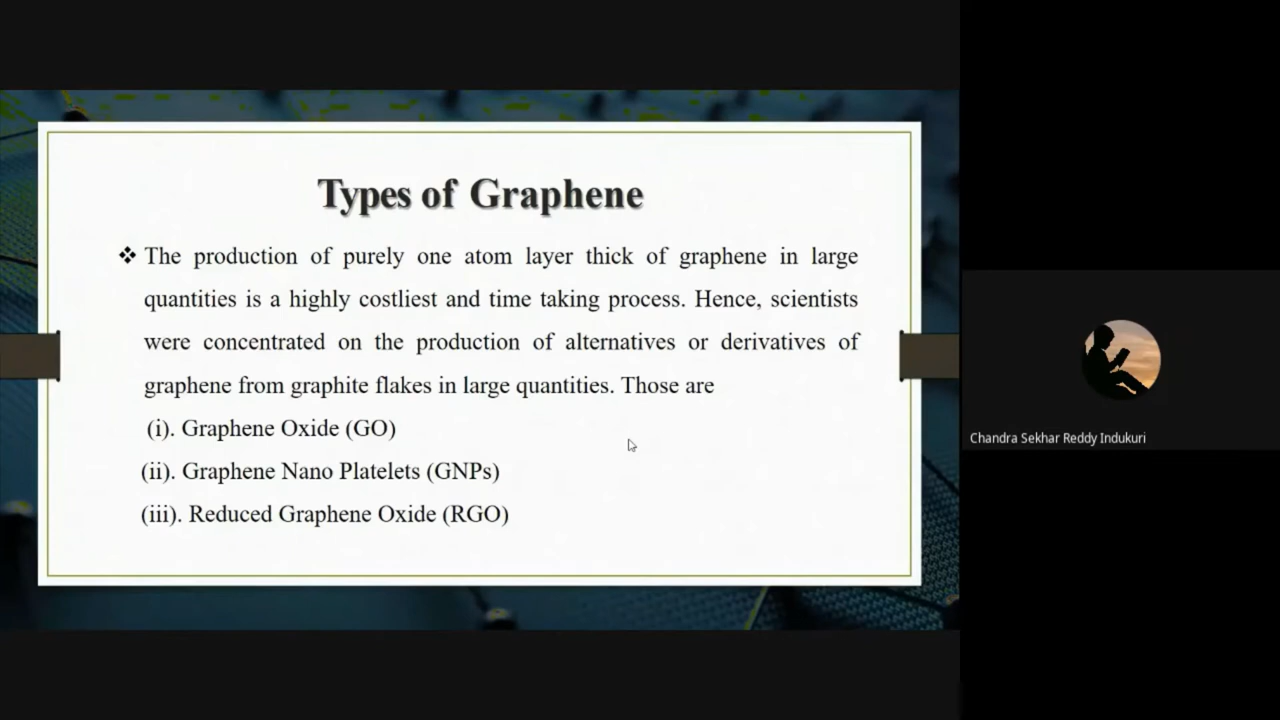 Types of Graphene
❖ The production of purely one atom layer thick of graphene in large
quantities is a highly costliest and time taking process. Hence, scientists
were concentrated on the production of alternatives or derivatives of
graphene from graphite flakes in large quantities. Those are
(i). Graphene Oxide (GO)
(ii). Graphene Nano Platelets (GNPs)
(iii). Reduced Graphene Oxide (RGO)
Chandra Sekhar Reddy Indukuri